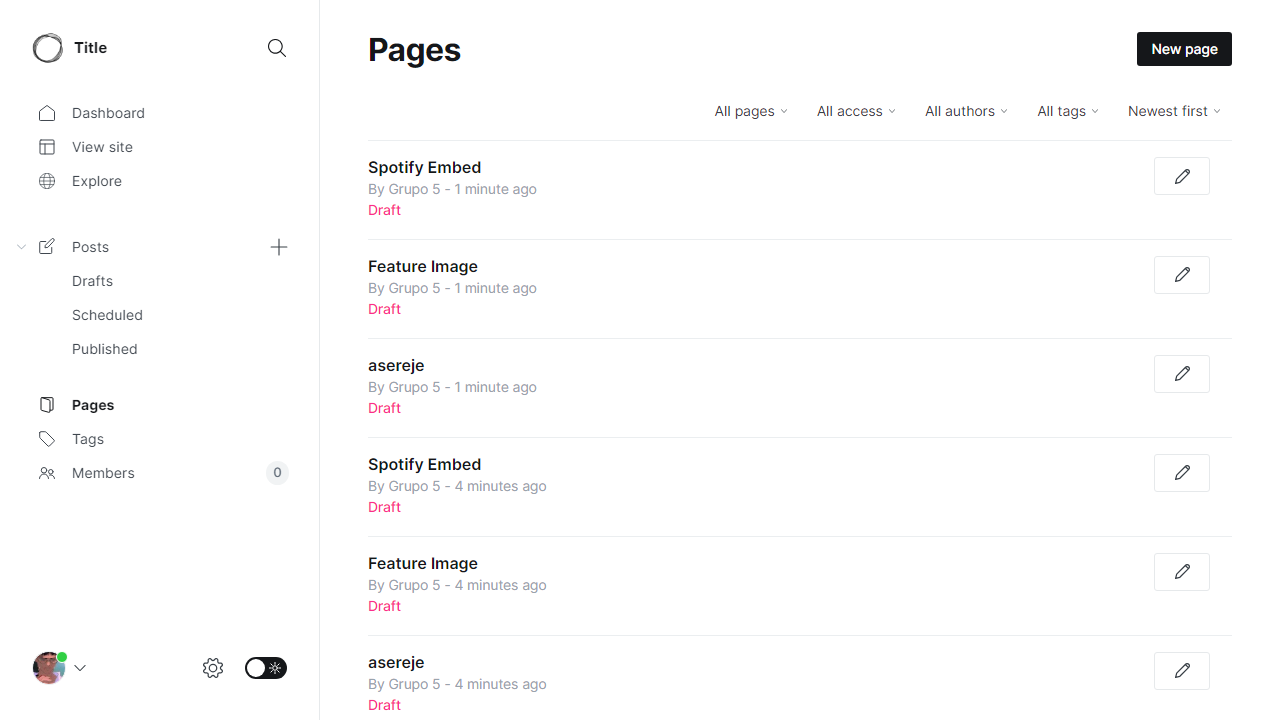 Title
Dashboard
View site
Explore
Posts
Drafts
Scheduled
Published
Pages
Tags
Members 0
Pages
New page
All pages All access All authors All tags Newest first
Spotify Embed
By Grupo 5 - 1 minute ago
Draft
Feature Image
By Grupo 5 - 1 minute ago
Draft
asereje
By Grupo 5 - 1 minute ago
Draft
Spotify Embed
By Grupo 5 - 4 minutes ago
Draft
Feature Image
By Grupo 5 - 4 minutes ago
Draft
asereje
By Grupo 5 - 4 minutes ago
Draft